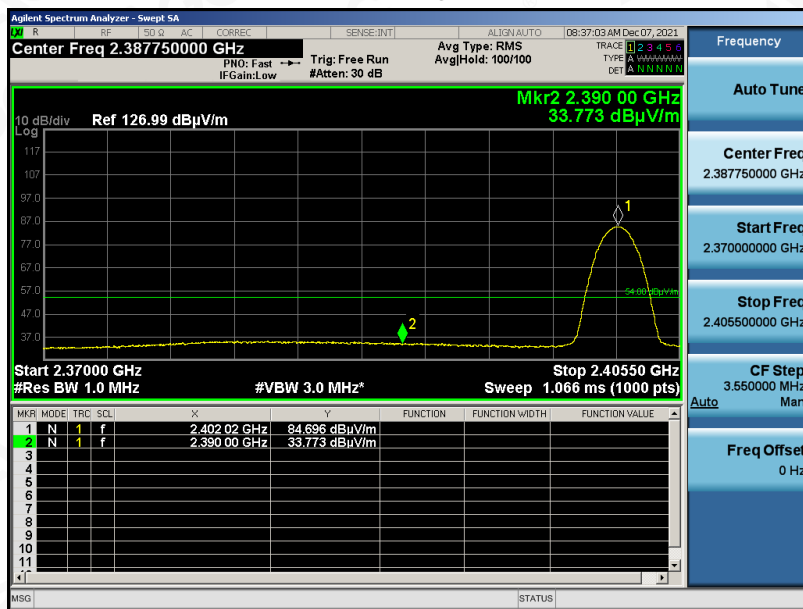 Agilent Spectrum Analyzer - Swept SA
LXI R RF 50 Ω AC CORREC SENSE:INT ALIGN AUTO 08:37:03 AM Dec 07, 2021
Center Freq 2.387750000 GHz
PNO: Fast
IFGain:Low
Trig: Free Run
#Atten: 30 dB
Avg Type: RMS
Avg|Hold: 100/100
TRACE 1 2 3 4 5 6
TYPE A WWWWW
DET A N N N N N
Mkr2 2.390 00 GHz
33.773 dBµV/m
10 dB/div Ref 126.99 dBµV/m
Log
117
107
97.0
87.0
77.0
67.0
57.0
47.0
37.0
1
2
54.00 dBµV/m
Start 2.37000 GHz Stop 2.40550 GHz
#Res BW 1.0 MHz #VBW 3.0 MHz* Sweep 1.066 ms (1000 pts)
MKR MODE TRC SCL X Y FUNCTION FUNCTION WIDTH FUNCTION VALUE
1 N 1 f 2.402 02 GHz 84.696 dBµV/m
2 N 1 f 2.390 00 GHz 33.773 dBµV/m
3
4
5
6
7
8
9
10
11
MSG STATUS
Frequency
Auto Tune
Center Freq
2.387750000 GHz
Start Freq
2.370000000 GHz
Stop Freq
2.405500000 GHz
CF Step
3.550000 MHz
Auto Man
Freq Offset
0 Hz